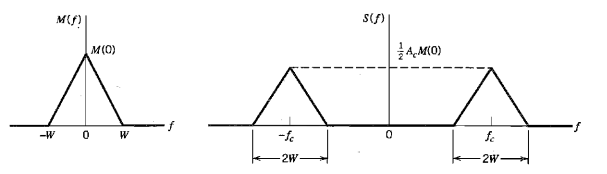 M(f)
M(0)
-W 0 W f
S(f)
½ A_c M(0)
-f_c 0 f_c f
2W 2W